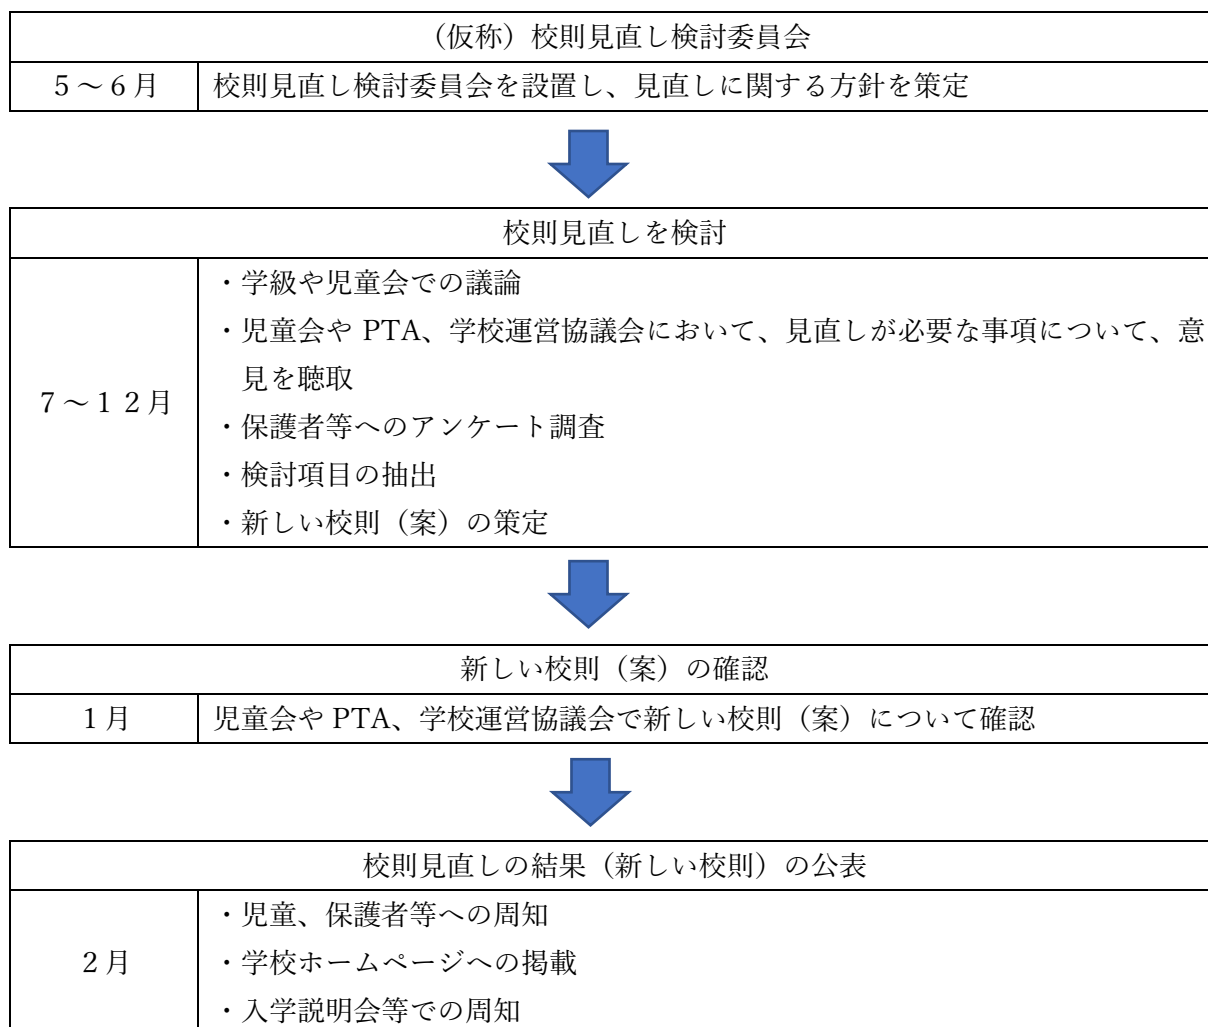 （仮称）校則見直し検討委員会
５～６月
校則見直し検討委員会を設置し、見直しに関する方針を策定
校則見直しを検討
７～１２月
・学級や児童会での議論
・児童会や PTA、学校運営協議会において、見直しが必要な事項について、意
見を聴取
・保護者等へのアンケート調査
・検討項目の抽出
・新しい校則（案）の策定
新しい校則（案）の確認
１月
児童会や PTA、学校運営協議会で新しい校則（案）について確認
校則見直しの結果（新しい校則）の公表
２月
・児童、保護者等への周知
・学校ホームページへの掲載
・入学説明会等での周知